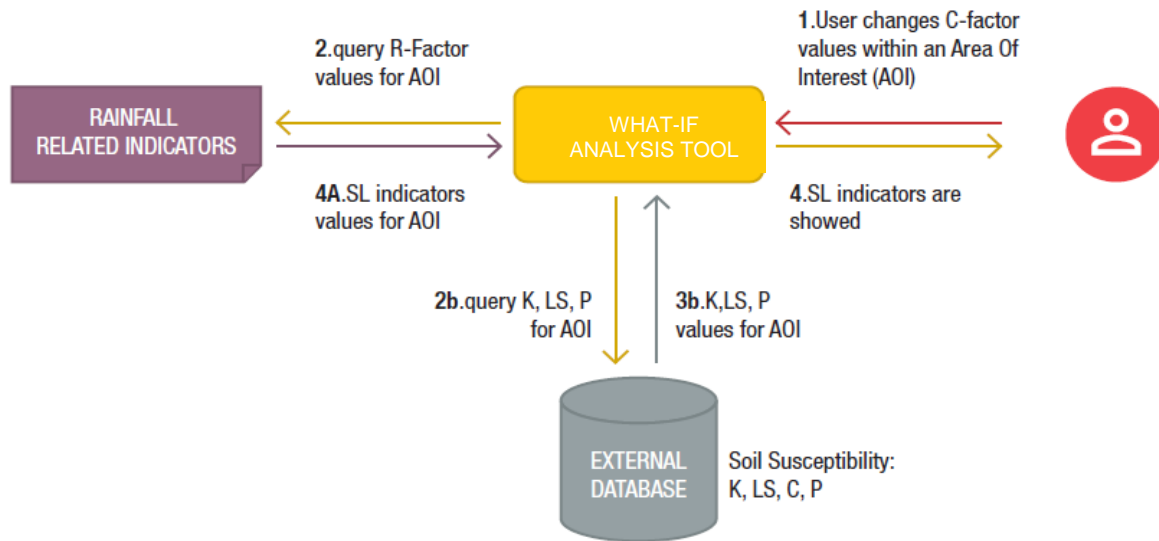 1.User changes C-factor
values within an Area Of
Interest (AOI)
2.query R-Factor
values for AOI
RAINFALL
RELATED INDICATORS
WHAT-IF
ANALYSIS TOOL
4A.SL indicators
values for AOI
4.SL indicators are
showed
2b.query K, LS, P
for AOI
3b.K,LS, P
values for AOI
EXTERNAL
DATABASE
Soil Susceptibility:
K, LS, C, P